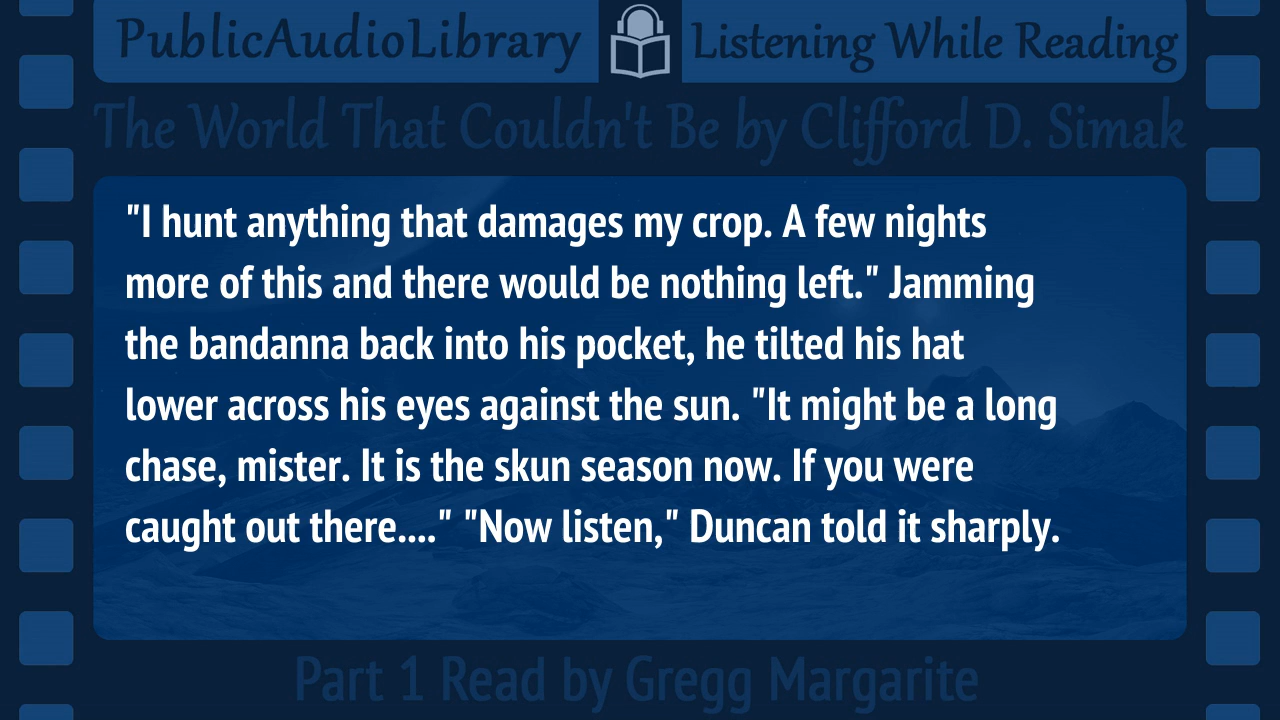 PublicAudioLibrary Listening While Reading
The World That Couldn't Be by Clifford D. Simak
"I hunt anything that damages my crop. A few nights
more of this and there would be nothing left." Jamming
the bandanna back into his pocket, he tilted his hat
lower across his eyes against the sun. "It might be a long
chase, mister. It is the skun season now. If you were
caught out there...." "Now listen," Duncan told it sharply.
Part 1 Read by Gregg Margarite